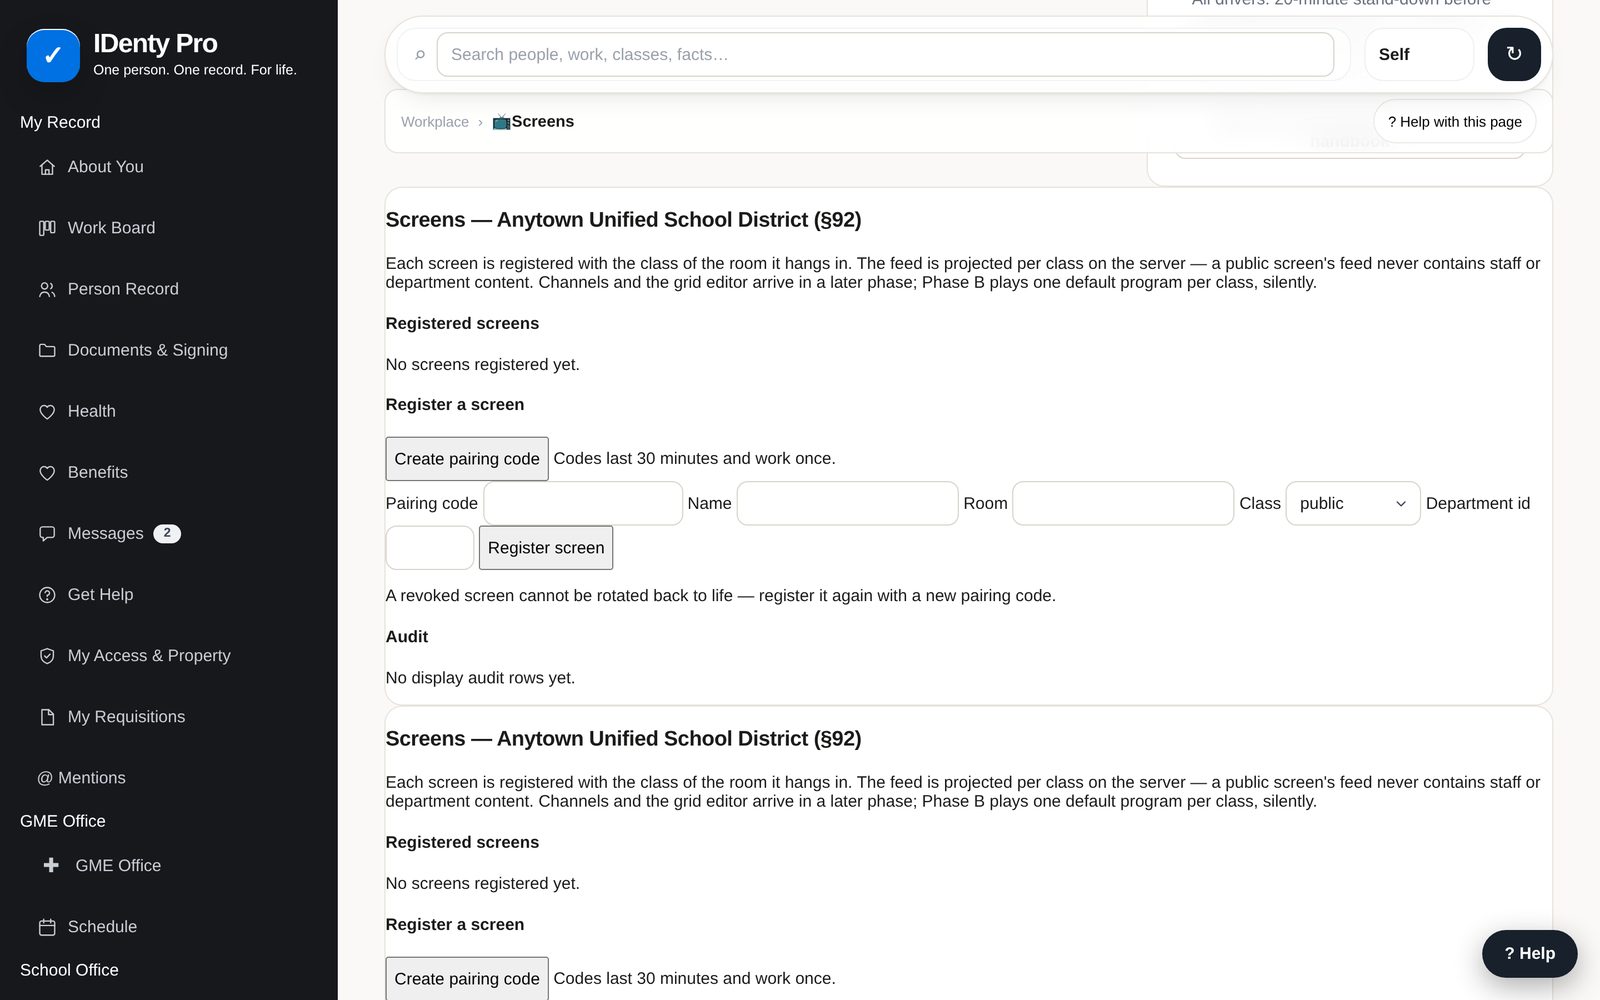 IDenty Pro
One person. One record. For life.
My Record
About You
Work Board
Person Record
Documents & Signing
Health
Benefits
Messages 2
Get Help
My Access & Property
My Requisitions
@ Mentions
GME Office
GME Office
Schedule
School Office
All drivers: 20-minute stand-down before
Search people, work, classes, facts…
Self
Workplace › Screens
? Help with this page
handbook
Screens — Anytown Unified School District (§92)
Each screen is registered with the class of the room it hangs in. The feed is projected per class on the server — a public screen's feed never contains staff or
department content. Channels and the grid editor arrive in a later phase; Phase B plays one default program per class, silently.
Registered screens
No screens registered yet.
Register a screen
Create pairing code Codes last 30 minutes and work once.
Pairing code Name Room Class public Department id
Register screen
A revoked screen cannot be rotated back to life — register it again with a new pairing code.
Audit
No display audit rows yet.
Screens — Anytown Unified School District (§92)
Each screen is registered with the class of the room it hangs in. The feed is projected per class on the server — a public screen's feed never contains staff or
department content. Channels and the grid editor arrive in a later phase; Phase B plays one default program per class, silently.
Registered screens
No screens registered yet.
Register a screen
Create pairing code Codes last 30 minutes and work once.
? Help